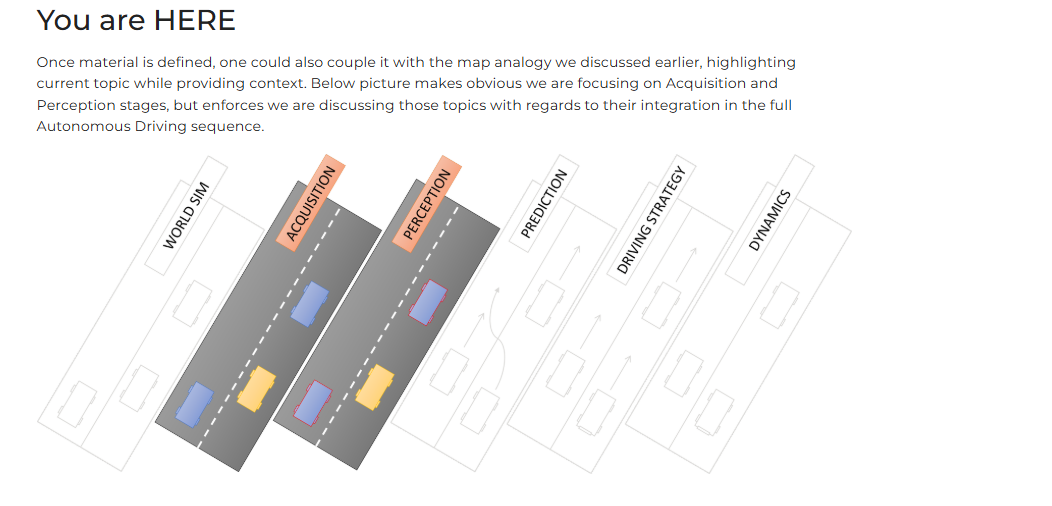 You are HERE
Once material is defined, one could also couple it with the map analogy we discussed earlier, highlighting
current topic while providing context. Below picture makes obvious we are focusing on Acquisition and
Perception stages, but enforces we are discussing those topics with regards to their integration in the full
Autonomous Driving sequence.
WORLD SIM
ACQUISITION
PERCEPTION
PREDICTION
DRIVING STRATEGY
DYNAMICS